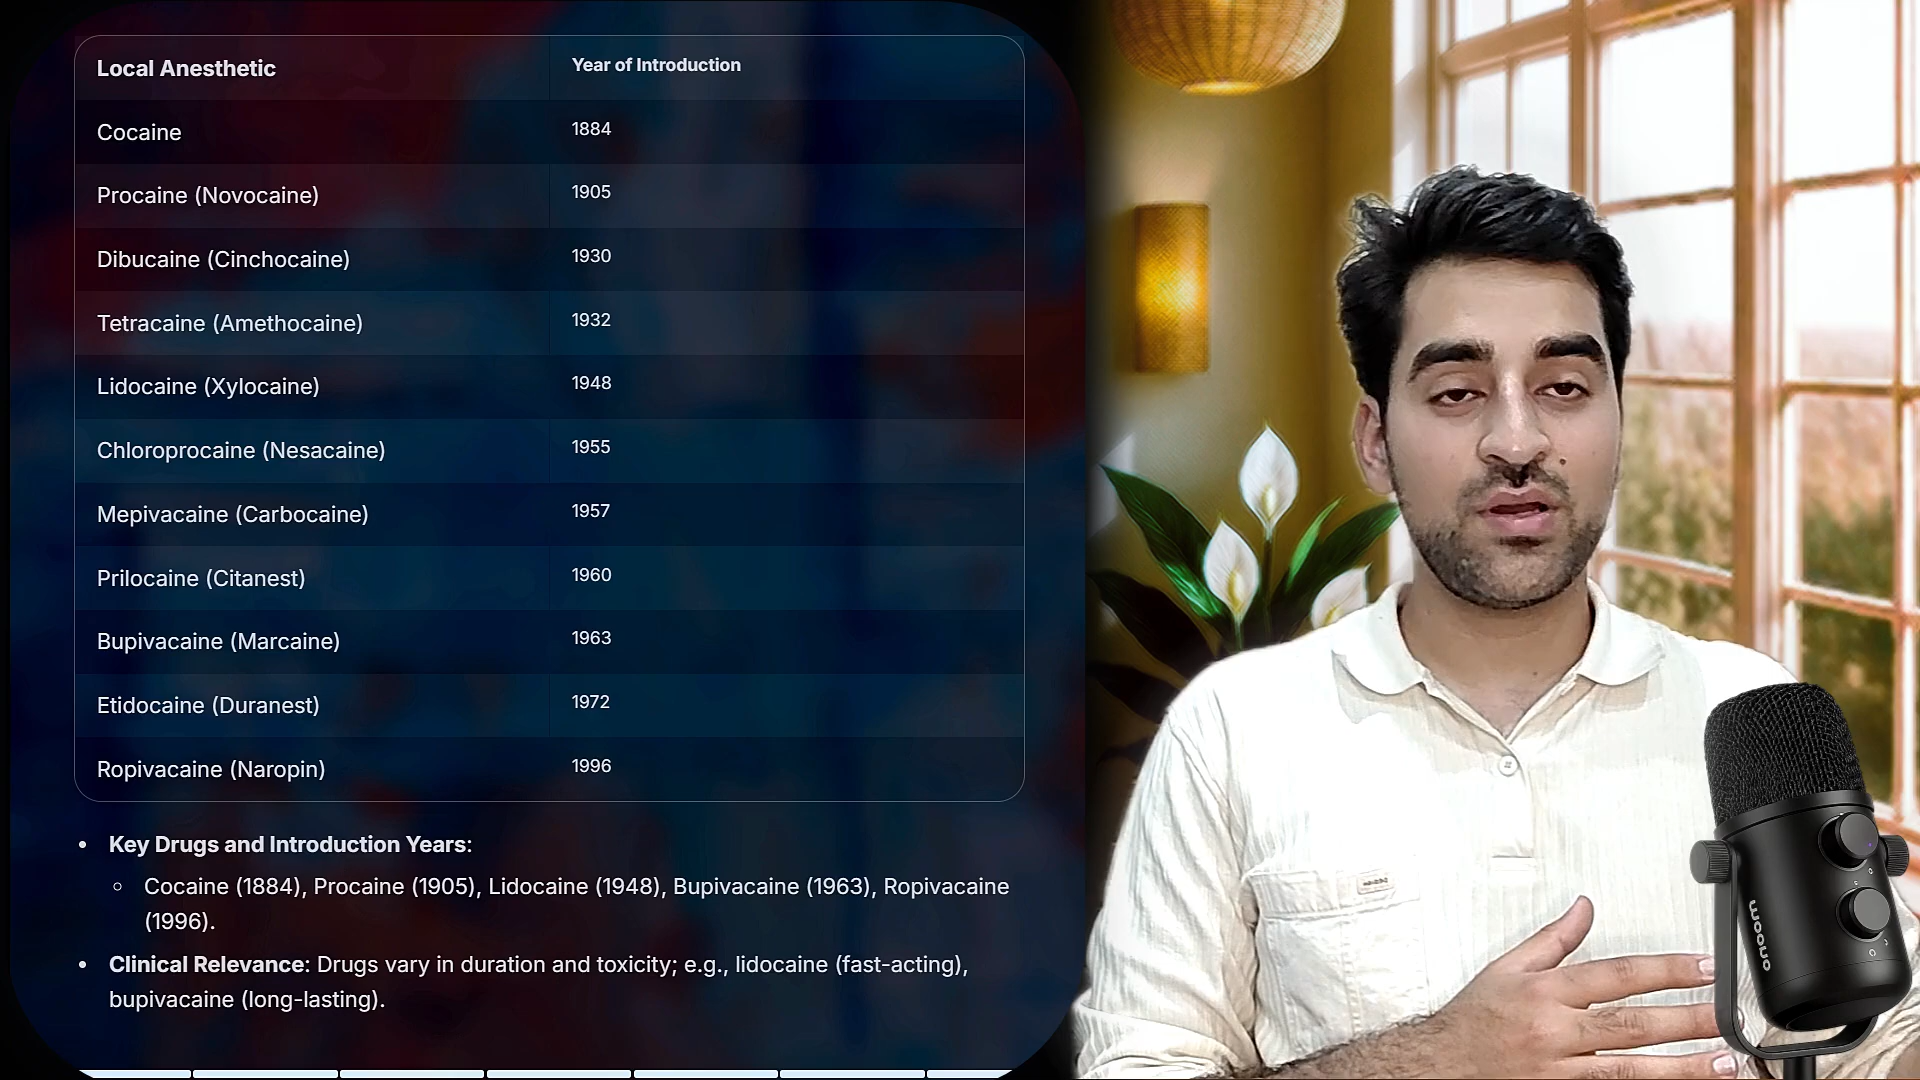 Local Anesthetic Year of Introduction
Cocaine 1884
Procaine (Novocaine) 1905
Dibucaine (Cinchocaine) 1930
Tetracaine (Amethocaine) 1932
Lidocaine (Xylocaine) 1948
Chloroprocaine (Nesacaine) 1955
Mepivacaine (Carbocaine) 1957
Prilocaine (Citanest) 1960
Bupivacaine (Marcaine) 1963
Etidocaine (Duranest) 1972
Ropivacaine (Naropin) 1996
• Key Drugs and Introduction Years:
○ Cocaine (1884), Procaine (1905), Lidocaine (1948), Bupivacaine (1963), Ropivacaine
(1996).
• Clinical Relevance: Drugs vary in duration and toxicity; e.g., lidocaine (fast-acting),
bupivacaine (long-lasting).
maono